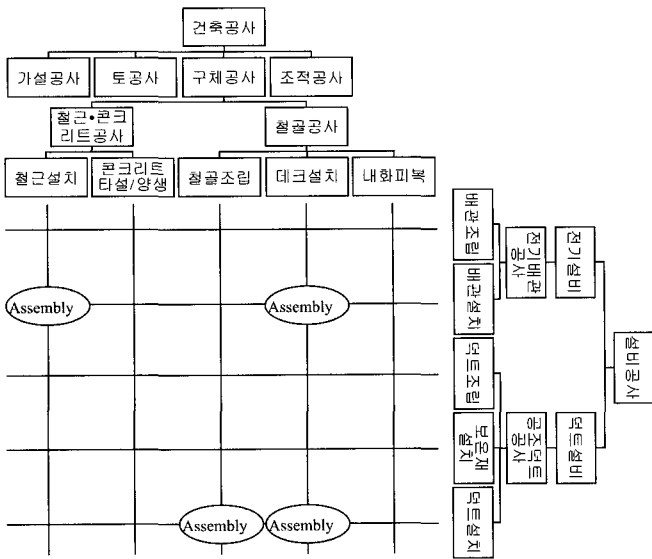 건축공사
가설공사
토공사
구체공사
조적공사
철근•콘크
리트공사
철골공사
철근설치
콘크리트
타설/양생
철골조립
데크설치
내화피복
배관조립
전기배관
공사
전기설비
배관설치
Assembly
Assembly
설비공사
덕트조립
보온재
설치
공조덕트
공사
덕트설비
덕트설치
Assembly
Assembly